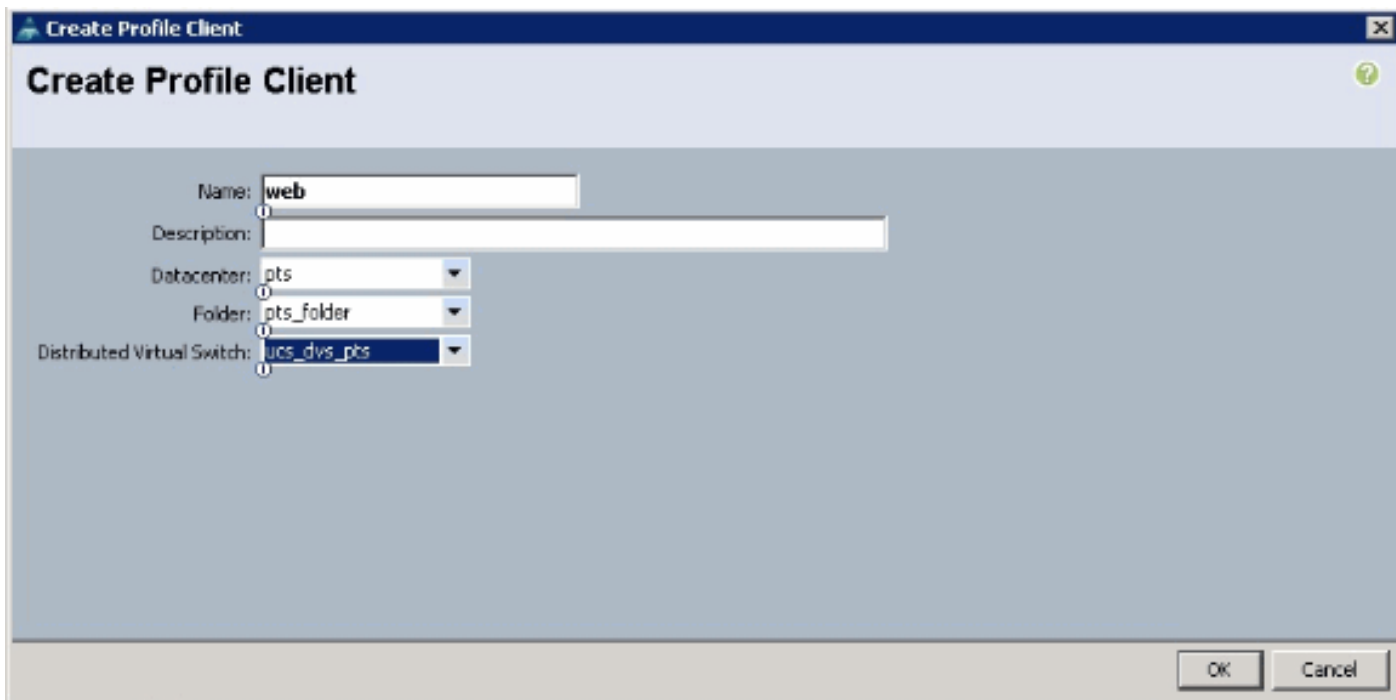 Create Profile Client
Create Profile Client
Name: web
Description:
Datacenter: pts
Folder: pts_folder
Distributed Virtual Switch: ucs_dvs_pts
OK Cancel